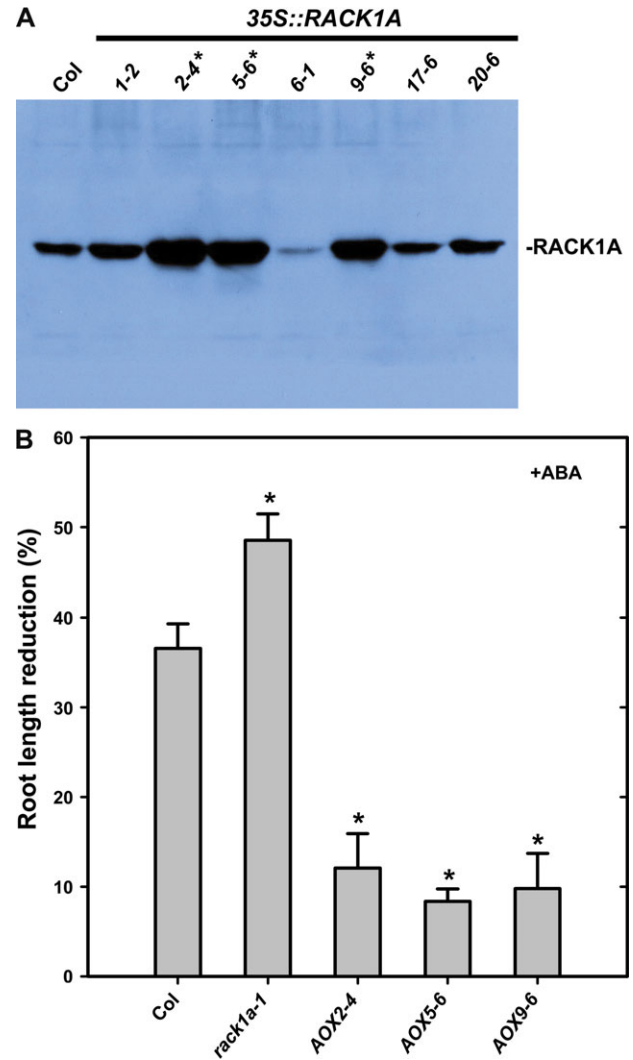 A
35S::RACK1A
Col 1-2 2-4* 5-6* 6-1 9-6* 17-6 20-6
-RACK1A
B
60
+ABA
50
40
30
20
10
0
Root length reduction (%)
* * * *
Col rack1a-1 AOX2-4 AOX5-6 AOX9-6